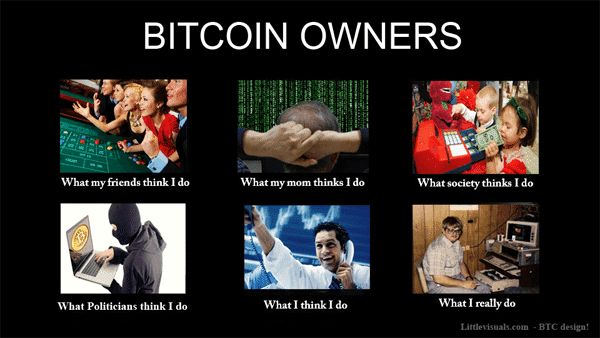 BITCOIN OWNERS
What my friends think I do
What my mom thinks I do
What society thinks I do
What Politicians think I do
What I think I do
What I really do
Littlevisuals.com - BTC design!